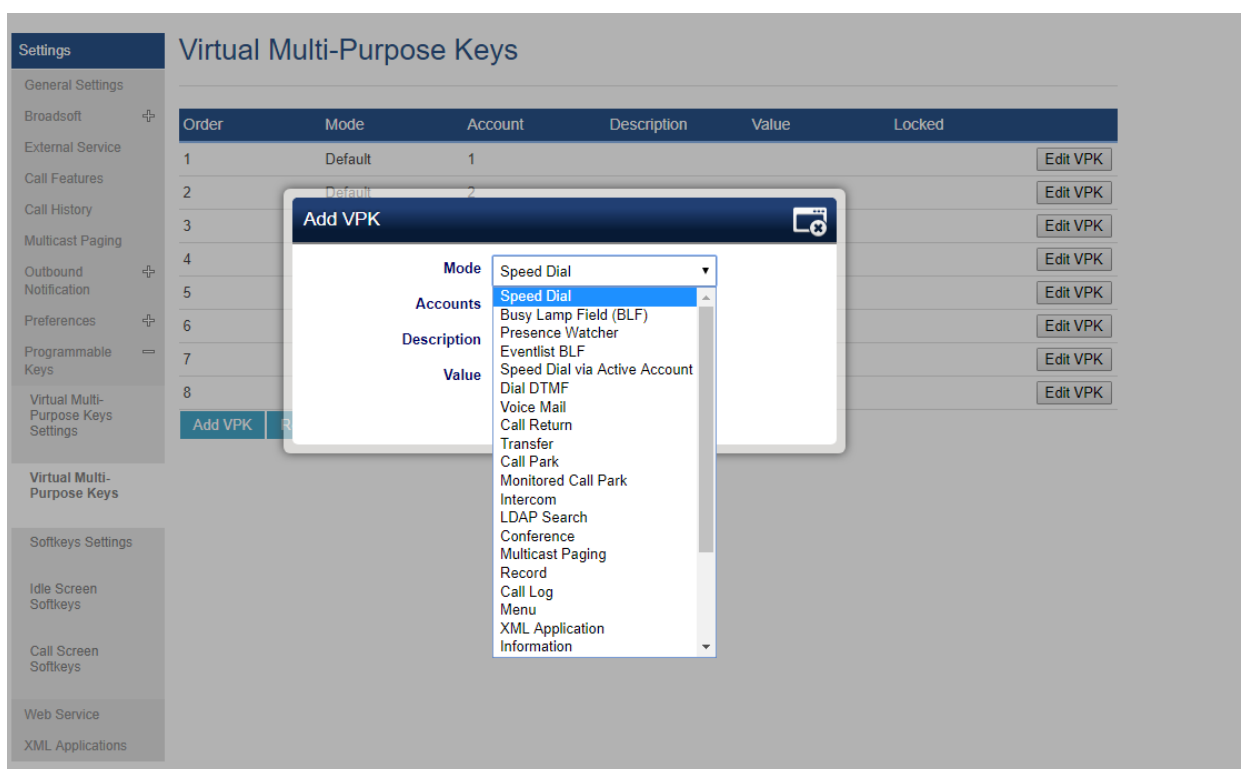 Settings
General Settings
Broadsoft
External Service
Call Features
Call History
Multicast Paging
Outbound
Notification
Preferences
Programmable
Keys
Virtual Multi-
Purpose Keys
Settings
Virtual Multi-
Purpose Keys
Softkeys Settings
Idle Screen
Softkeys
Call Screen
Softkeys
Web Service
XML Applications
Virtual Multi-Purpose Keys
Order Mode Account Description Value Locked
1 Default 1 Edit VPK
2 Default 2 Edit VPK
3 Edit VPK
4 Edit VPK
5 Edit VPK
6 Edit VPK
7 Edit VPK
8 Edit VPK
Add VPK
Add VPK
Mode Speed Dial
Accounts
Description
Value
Speed Dial
Busy Lamp Field (BLF)
Presence Watcher
Eventlist BLF
Speed Dial via Active Account
Dial DTMF
Voice Mail
Call Return
Transfer
Call Park
Monitored Call Park
Intercom
LDAP Search
Conference
Multicast Paging
Record
Call Log
Menu
XML Application
Information